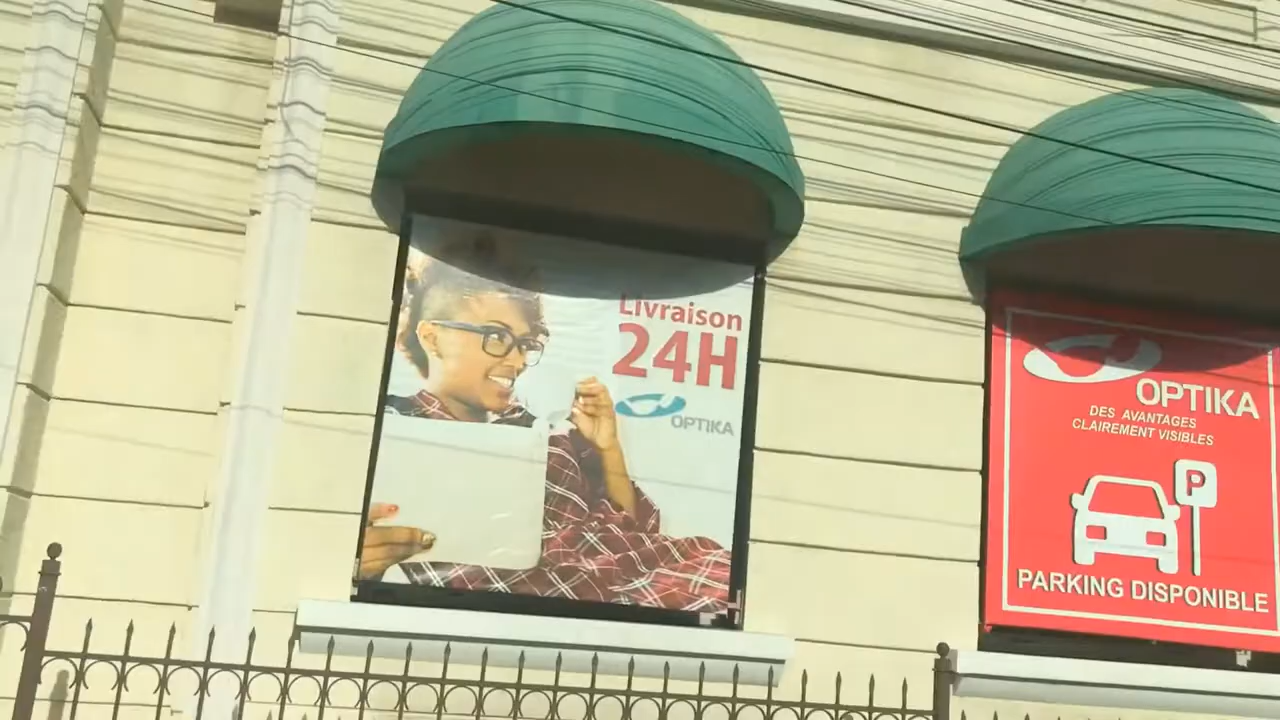 Livraison
24H
OPTIKA
OPTIKA
DES AVANTAGES
CLAIREMENT VISIBLES
P
PARKING DISPONIBLE